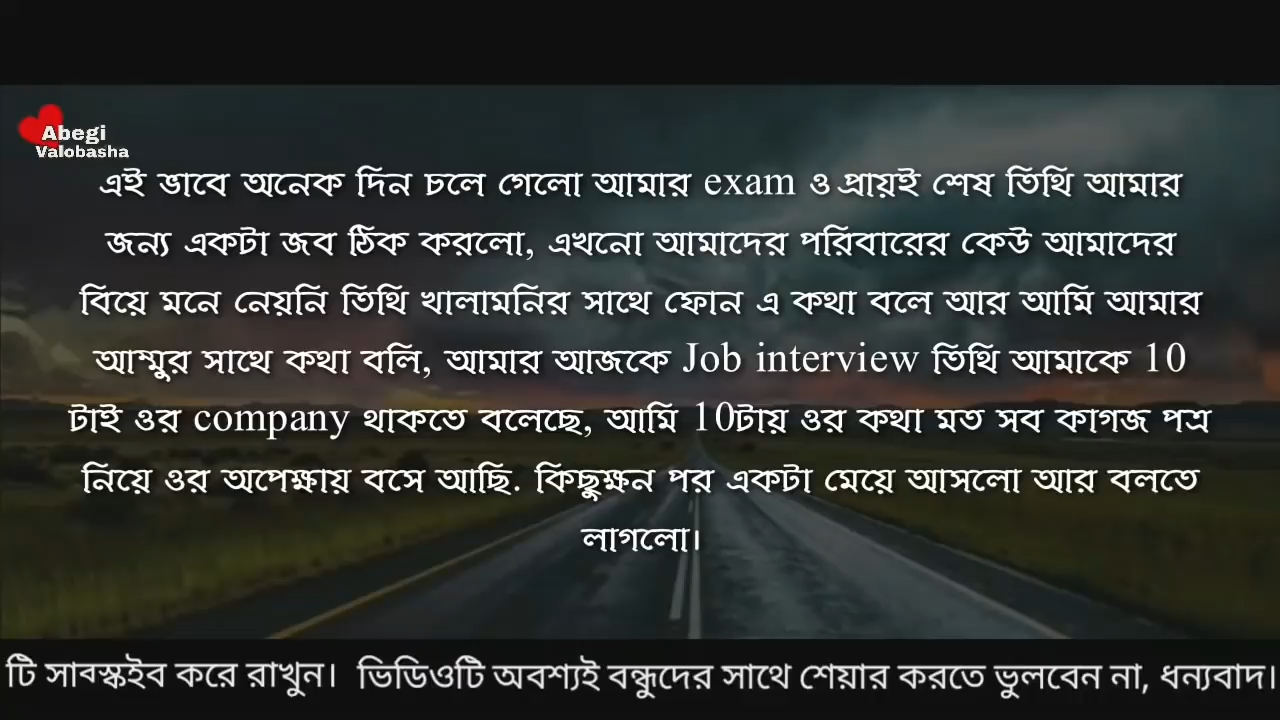 Abegi
Valobasha
এই ভাবে অনেক দিন চলে গেলো আমার exam ও প্রায়ই শেষ তিথি আমার
জন্য একটা জব ঠিক করলো, এখনো আমাদের পরিবারের কেউ আমাদের
বিয়ে মনে নেয়নি তিথি খালামনির সাথে ফোন এ কথা বলে আর আমি আমার
আম্মুর সাথে কথা বলি, আমার আজকে Job interview তিথি আমাকে 10
টাই ওর company থাকতে বলেছে, আমি 10টায় ওর কথা মত সব কাগজ পত্র
নিয়ে ওর অপেক্ষায় বসে আছি. কিছুক্ষন পর একটা মেয়ে আসলো আর বলতে
লাগলো।
টি সাবস্কইব করে রাখুন। ভিডিওটি অবশ্যই বন্ধুদের সাথে শেয়ার করতে ভুলবেন না, ধন্যবাদ।